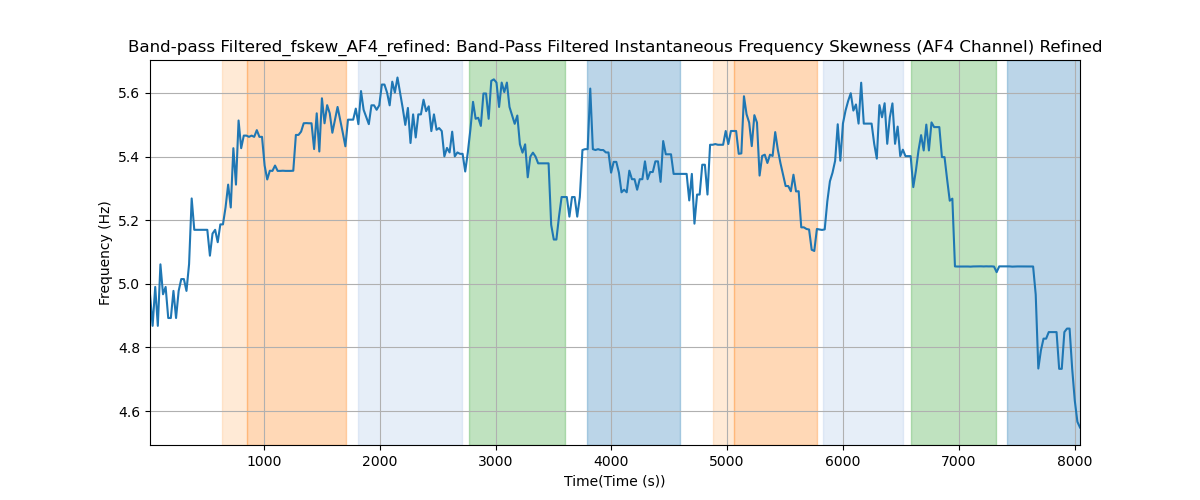 Band-pass Filtered_fskew_AF4_refined: Band-Pass Filtered Instantaneous Frequency Skewness (AF4 Channel) Refined
5.6
5.4
5.2
5.0
4.8
4.6
Frequency (Hz)
1000 2000 3000 4000 5000 6000 7000 8000
Time(Time (s))